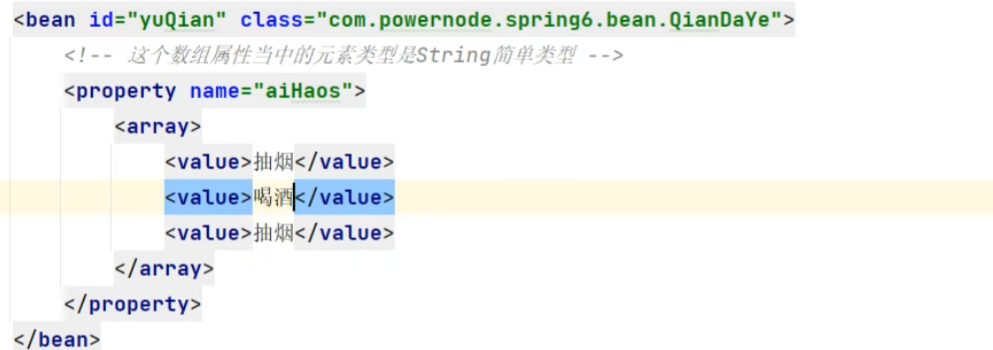 <bean id="yuQian" class="com.powernode.spring6.bean.QianDaYe">
<!-- 这个数组属性当中的元素类型是String简单类型 -->
<property name="aiHaos">
<array>
<value>抽烟</value>
<value>喝酒</value>
<value>抽烟</value>
</array>
</property>
</bean>